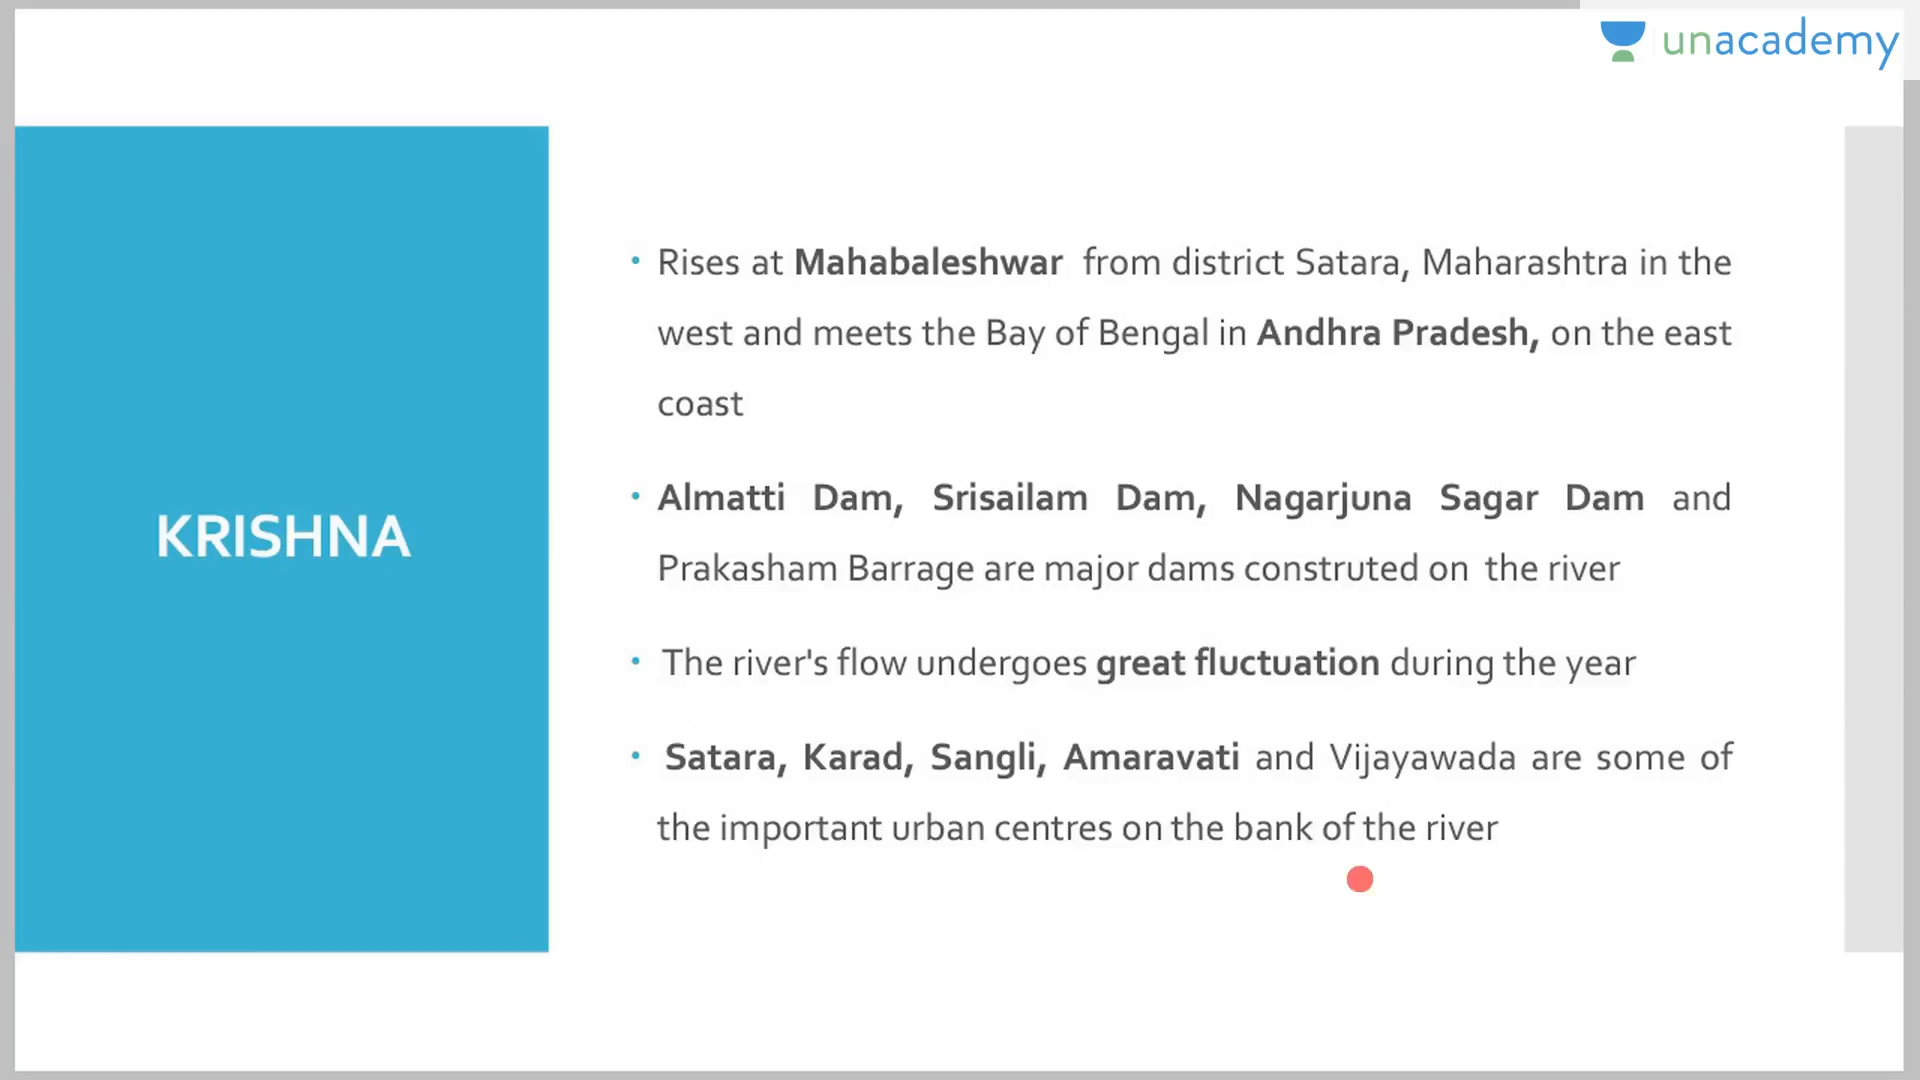 unacademy
KRISHNA
• Rises at Mahabaleshwar from district Satara, Maharashtra in the
west and meets the Bay of Bengal in Andhra Pradesh, on the east
coast
• Almatti Dam, Srisailam Dam, Nagarjuna Sagar Dam and
Prakasham Barrage are major dams construted on the river
• The river's flow undergoes great fluctuation during the year
• Satara, Karad, Sangli, Amaravati and Vijayawada are some of
the important urban centres on the bank of the river